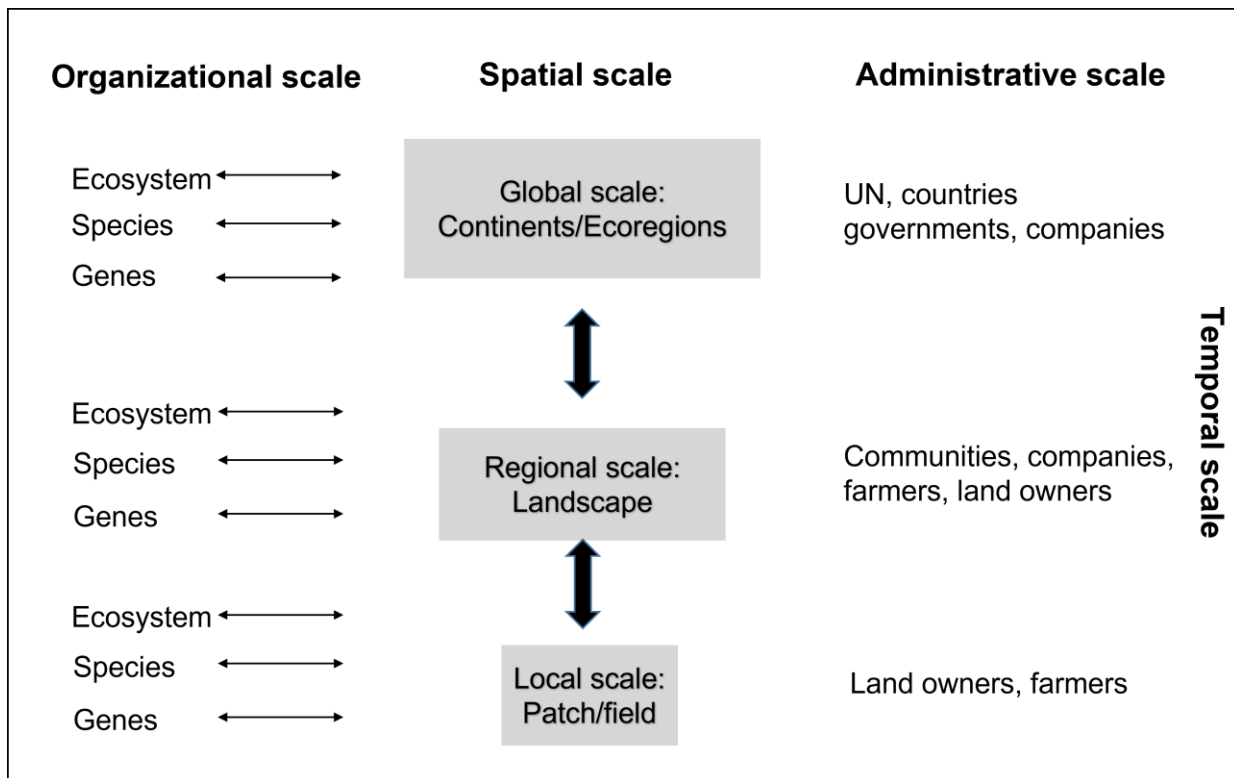 Organizational scale
Spatial scale
Administrative scale
Ecosystem
Species
Genes
Global scale:
Continents/Ecoregions
UN, countries
governments, companies
Ecosystem
Species
Genes
Regional scale:
Landscape
Communities, companies,
farmers, land owners
Ecosystem
Species
Genes
Local scale:
Patch/field
Land owners, farmers
Temporal scale